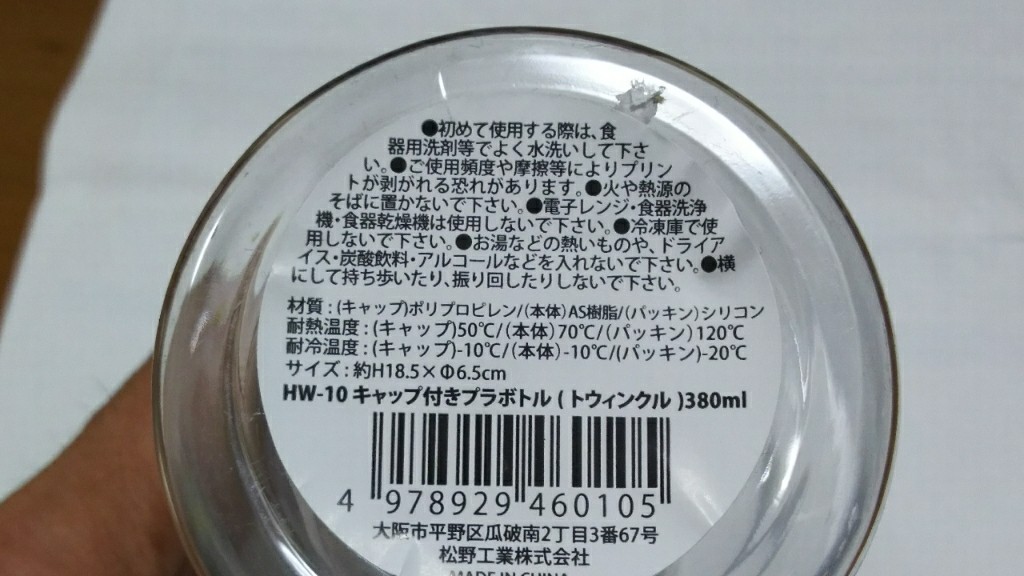 ●初めて使用する際は、食
器用洗剤等でよく水洗いして下さ
い。●ご使用頻度や摩擦等によりプリン
トが剥がれる恐れがあります。●火や熱源の
そばに置かないで下さい。●電子レンジ・食器洗浄
機・食器乾燥機は使用しないで下さい。●冷凍庫で使
用しないで下さい。●お湯などの熱いものや、ドライア
イス・炭酸飲料・アルコールなどを入れないで下さい。●横
にして持ち歩いたり、振り回したりしないで下さい。
材質:(キャップ)ポリプロピレン/(本体)AS樹脂/(パッキン)シリコン
耐熱温度:(キャップ)50℃/(本体)70℃/(パッキン)120℃
耐冷温度:(キャップ)-10℃/(本体)-10℃/(パッキン)-20℃
サイズ:約H18.5×Φ6.5cm
HW-10 キャップ付きプラボトル(トウィンクル)380ml
4 978929 460105
大阪市平野区瓜破南2丁目3番67号
松野工業株式会社
MADE IN CHINA